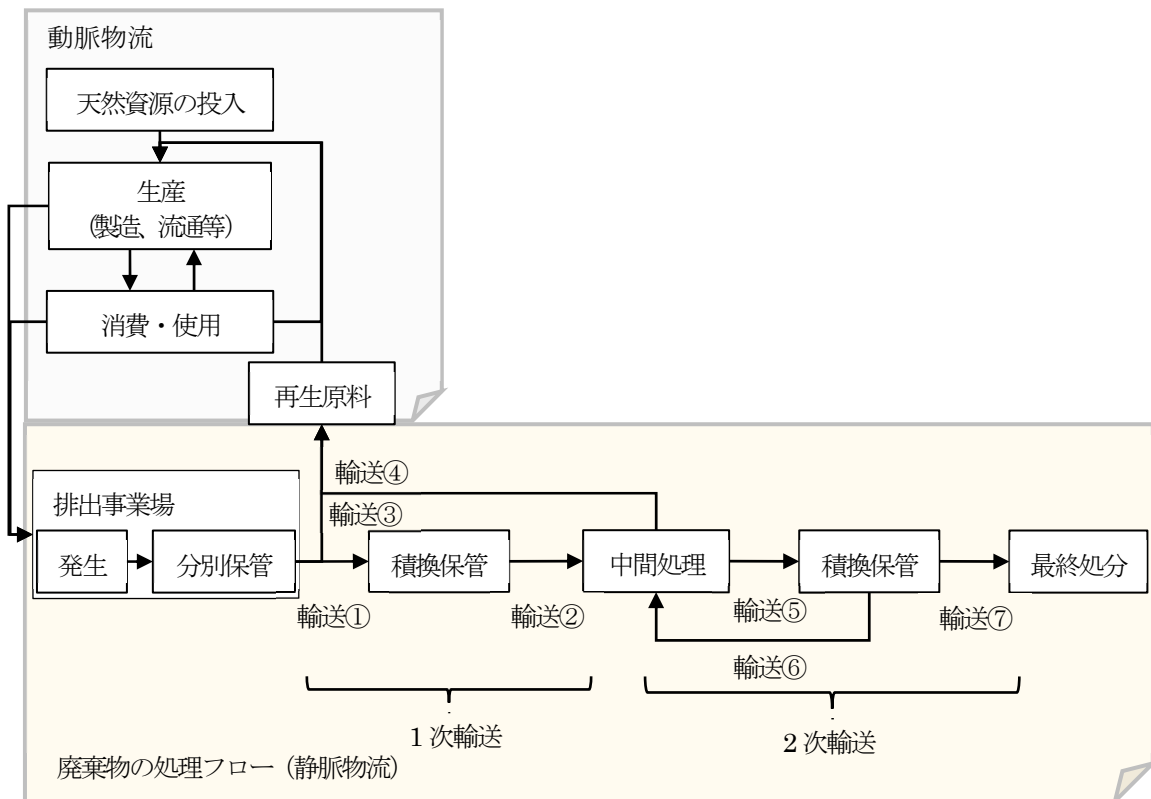 動脈物流
天然資源の投入
生産
(製造、流通等)
消費・使用
再生原料
輸送④
排出事業場
輸送③
発生
分別保管
積換保管
中間処理
積換保管
最終処分
輸送①
輸送②
輸送⑤
輸送⑦
輸送⑥
1次輸送
2次輸送
廃棄物の処理フロー (静脈物流)